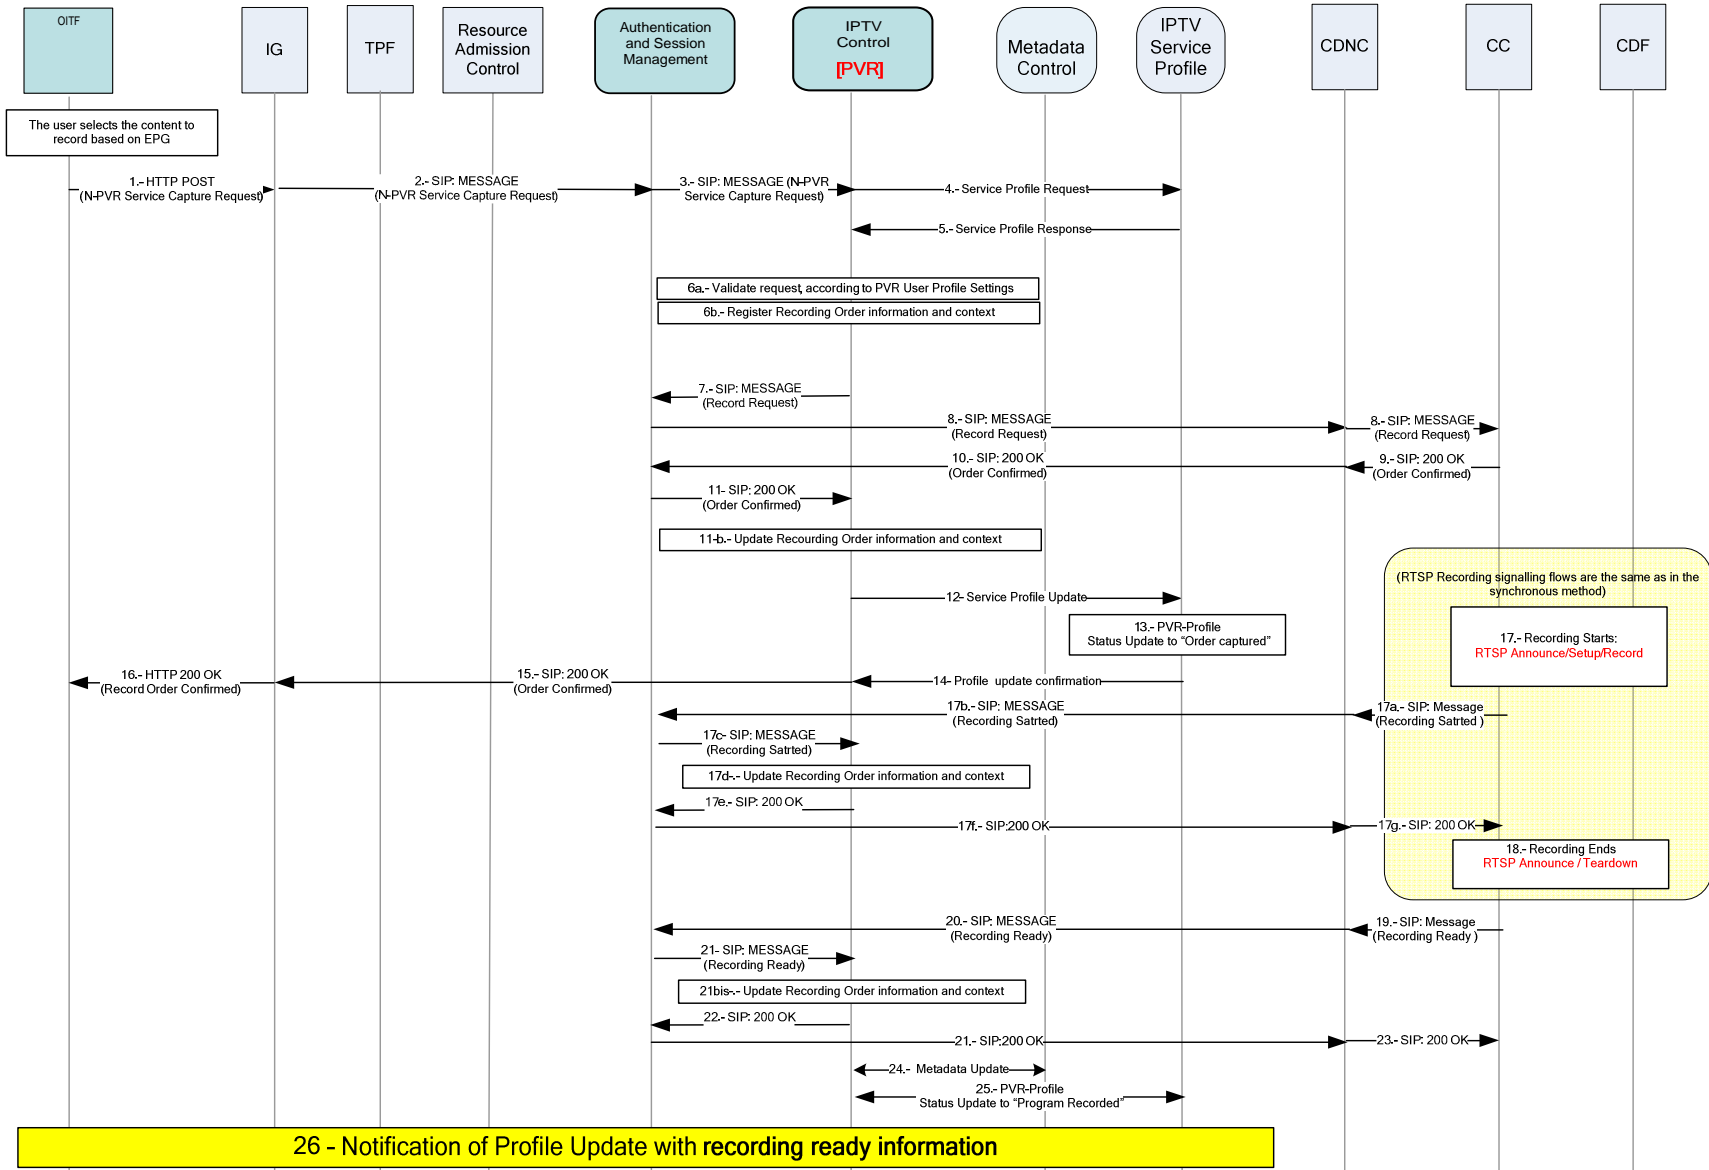 OITF
IG
TPF
Resource
Admission
Control
Authentication
and Session
Management
IPTV
Control
[PVR]
Metadata
Control
IPTV
Service
Profile
CDNC
CC
CDF
The user selects the content to
record based on EPG
1.- HTTP POST
(N-PVR Service Capture Request)
2.- SIP: MESSAGE
(N-PVR Service Capture Request)
3.- SIP: MESSAGE (N-PVR
Service Capture Request)
4.- Service Profile Request
5.- Service Profile Response
6a.- Validate request, according to PVR User Profile Settings
6b.- Register Recording Order information and context
7.- SIP: MESSAGE
(Record Request)
8.- SIP: MESSAGE
(Record Request)
8.- SIP: MESSAGE
(Record Request)
10.- SIP: 200 OK
(Order Confirmed)
9.- SIP: 200 OK
(Order Confirmed)
11- SIP: 200 OK
(Order Confirmed)
11-b.- Update Recourding Order information and context
(RTSP Recording signalling flows are the same as in the
synchronous method)
12- Service Profile Update
13.- PVR-Profile
Status Update to “Order captured”
17.- Recording Starts:
RTSP Announce/Setup/Record
16.- HTTP 200 OK
(Record Order Confirmed)
15.- SIP: 200 OK
(Order Confirmed)
14- Profile update confirmation
17b.- SIP: MESSAGE
(Recording Satrted)
17a.- SIP: Message
(Recording Satrted )
17c- SIP: MESSAGE
(Recording Satrted)
17d-.- Update Recording Order information and context
17e.- SIP: 200 OK
17f.- SIP:200 OK
17g.- SIP: 200 OK
18.- Recording Ends
RTSP Announce / Teardown
20.- SIP: MESSAGE
(Recording Ready)
19.- SIP: Message
(Recording Ready )
21- SIP: MESSAGE
(Recording Ready)
21bis-.- Update Recording Order information and context
22.- SIP: 200 OK
21.- SIP:200 OK
23.- SIP: 200 OK
24.- Metadata Update
25.- PVR-Profile
Status Update to “Program Recorded”
26 - Notification of Profile Update with recording ready information